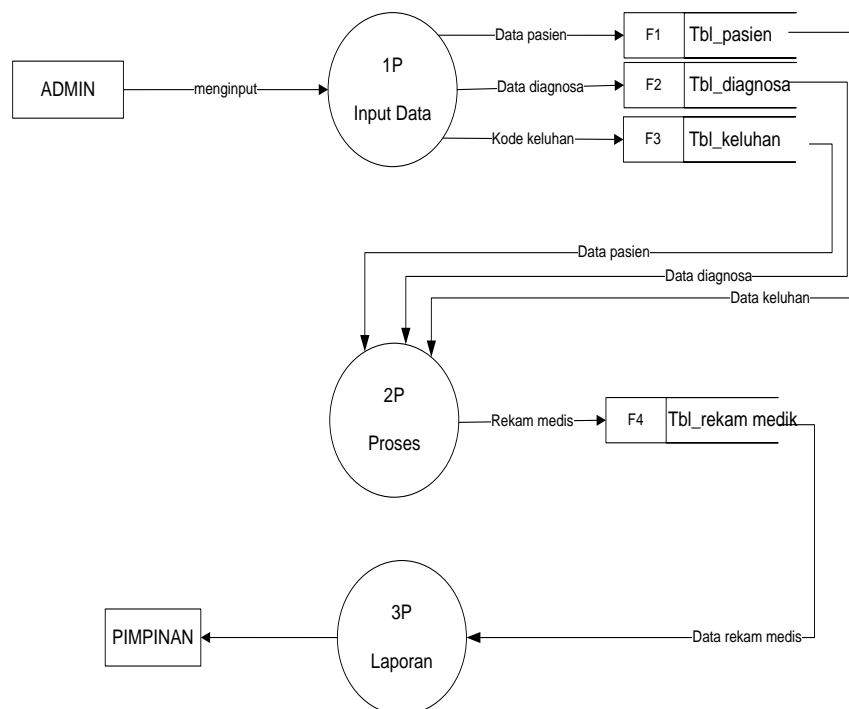 Data pasien
F1
Tbl_pasien
1P
ADMIN
menginput
Data diagnosa
F2
Tbl_diagnosa
Input Data
Kode keluhan
F3
Tbl_keluhan
Data pasien
Data diagnosa
Data keluhan
2P
Rekam medis
F4
Tbl_rekam medik
Proses
3P
PIMPINAN
Data rekam medis
Laporan